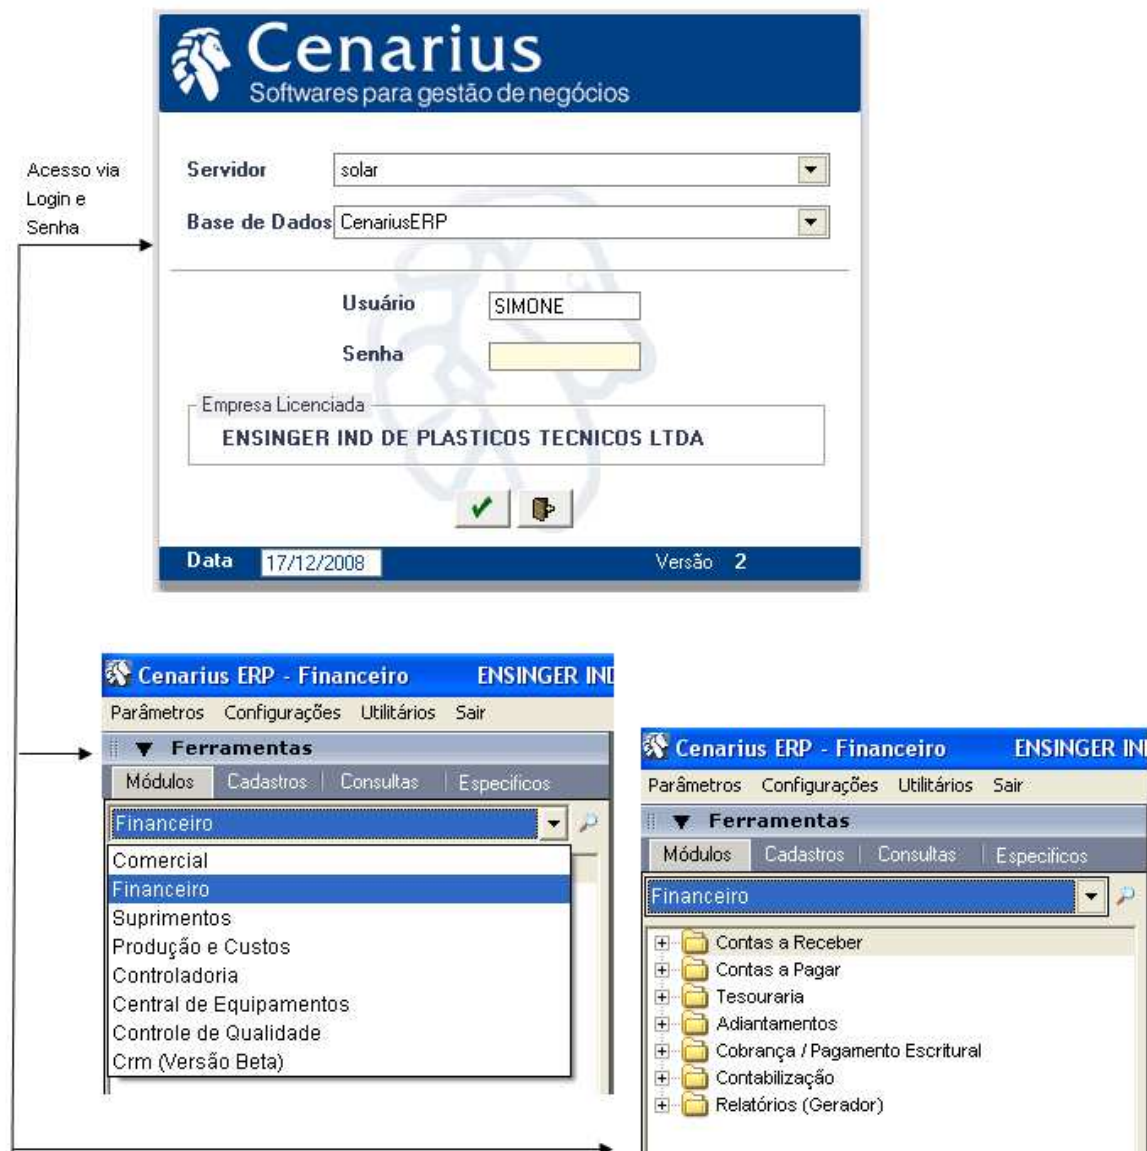 Cenarius
Softwares para gestão de negócios
Acesso via
Login e
Senha
Servidor solar
Base de Dados CenariusERP
Usuário SIMONE
Senha
Empresa Licenciada
ENSINGER IND DE PLASTICOS TECNICOS LTDA
Data 17/12/2008 Versão 2
Cenarius ERP - Financeiro ENSINGER IND
Parâmetros Configurações Utilitários Sair
Ferramentas
Módulos Cadastros Consultas Especificos
Financeiro
Comercial
Financeiro
Suprimentos
Produção e Custos
Controladoria
Central de Equipamentos
Controle de Qualidade
Crm (Versão Beta)
Cenarius ERP - Financeiro ENSINGER IN
Parâmetros Configurações Utilitários Sair
Ferramentas
Módulos Cadastros Consultas Especificos
Financeiro
Contas a Receber
Contas a Pagar
Tesouraria
Adiantamentos
Cobrança / Pagamento Escritural
Contabilização
Relatórios (Gerador)